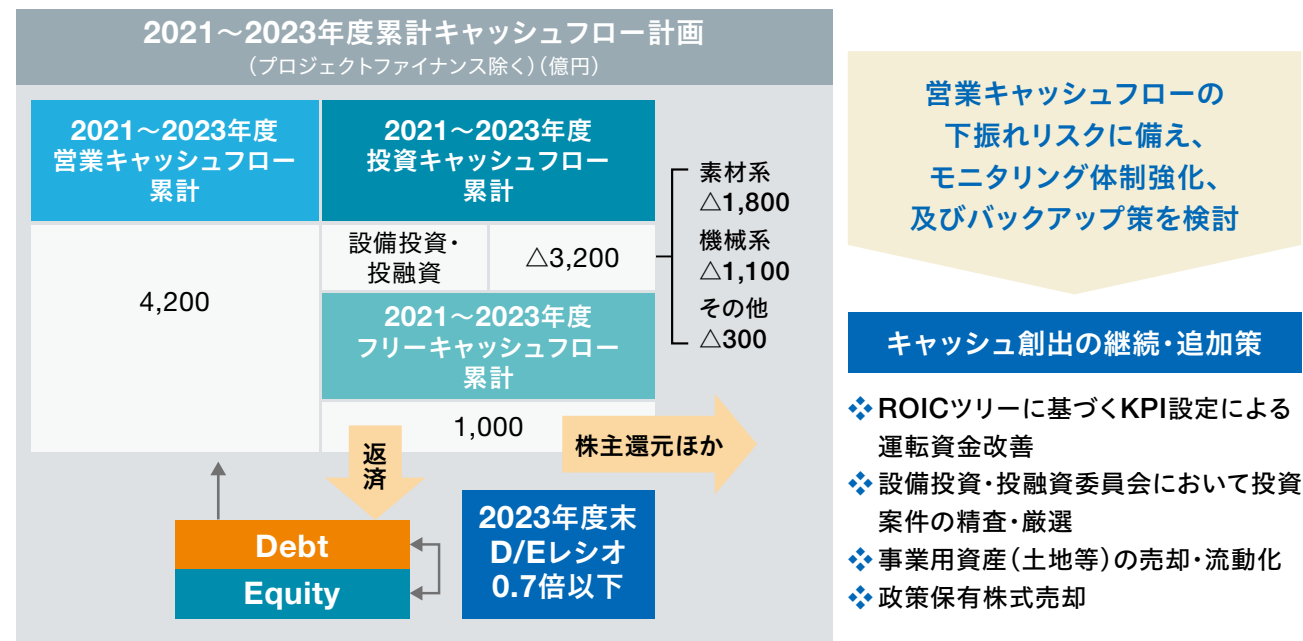 2021～2023年度累計キャッシュフロー計画
（プロジェクトファイナンス除く）（億円）
2021～2023年度
営業キャッシュフロー
累計
4,200
2021～2023年度
投資キャッシュフロー
累計
設備投資・
投融資
△3,200
素材系
△1,800
機械系
△1,100
その他
△300
2021～2023年度
フリーキャッシュフロー
累計
1,000
返済
株主還元ほか
Debt
Equity
2023年度末
D/Eレシオ
0.7倍以下
営業キャッシュフローの
下振れリスクに備え、
モニタリング体制強化、
及びバックアップ策を検討
キャッシュ創出の継続・追加策
❖ROICツリーに基づくKPI設定による
運転資金改善
❖設備投資・投融資委員会において投資
案件の精査・厳選
❖事業用資産（土地等）の売却・流動化
❖政策保有株式売却